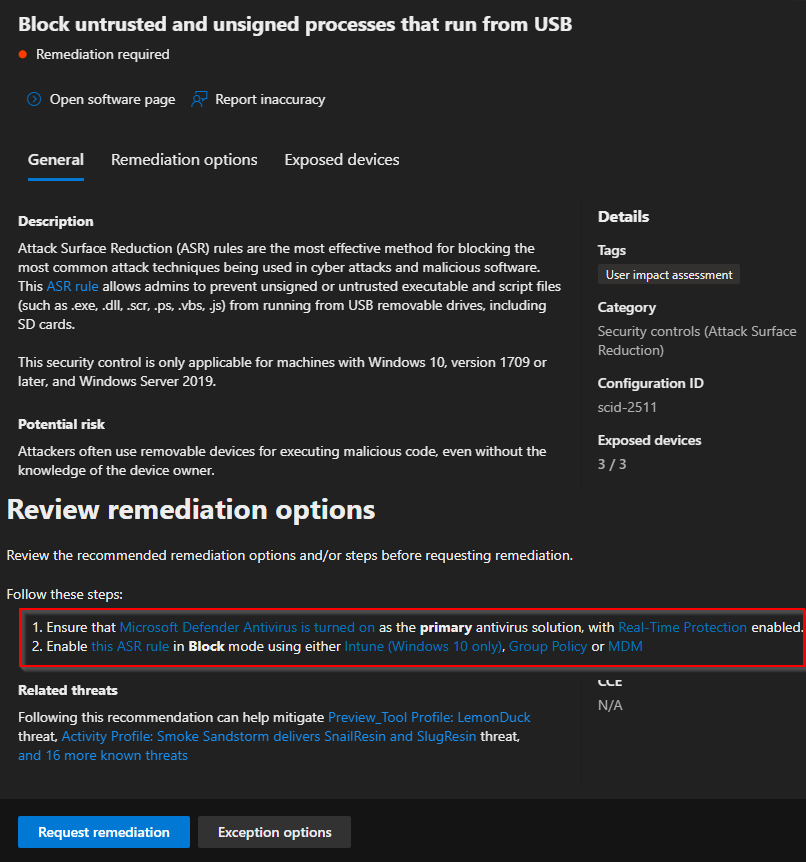 Block untrusted and unsigned processes that run from USB
Remediation required
Open software page Report inaccuracy
General Remediation options Exposed devices
Description
Attack Surface Reduction (ASR) rules are the most effective method for blocking the
most common attack techniques being used in cyber attacks and malicious software.
This ASR rule allows admins to prevent unsigned or untrusted executable and script files
(such as .exe, .dll, .scr, .ps, .vbs, .js) from running from USB removable drives, including
SD cards.
This security control is only applicable for machines with Windows 10, version 1709 or
later, and Windows Server 2019.
Potential risk
Attackers often use removable devices for executing malicious code, even without the
knowledge of the device owner.
Details
Tags
User impact assessment
Category
Security controls (Attack Surface
Reduction)
Configuration ID
scid-2511
Exposed devices
3 / 3
Review remediation options
Review the recommended remediation options and/or steps before requesting remediation.
Follow these steps:
1. Ensure that Microsoft Defender Antivirus is turned on as the primary antivirus solution, with Real-Time Protection enabled.
2. Enable this ASR rule in Block mode using either Intune (Windows 10 only), Group Policy or MDM
Related threats
Following this recommendation can help mitigate Preview_Tool Profile: LemonDuck
threat, Activity Profile: Smoke Sandstorm delivers SnailResin and SlugResin threat,
and 16 more known threats
CCE
N/A
Request remediation Exception options